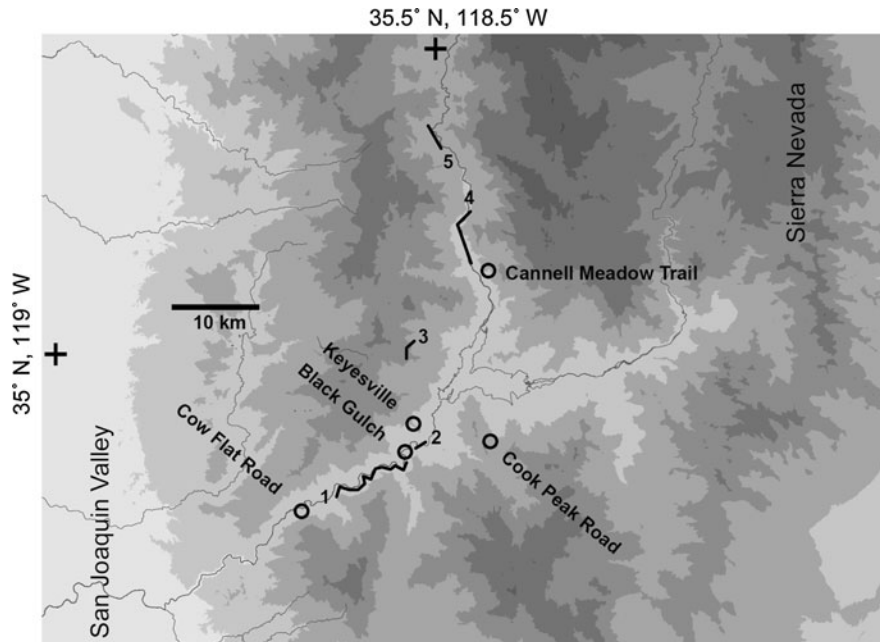 35.5° N, 118.5° W
Sierra Nevada
5
4
Cannell Meadow Trail
10 km
35° N, 119° W
3
Keyesville
Black Gulch
2
Cow Flat Road
1
Cook Peak Road
San Joaquin Valley